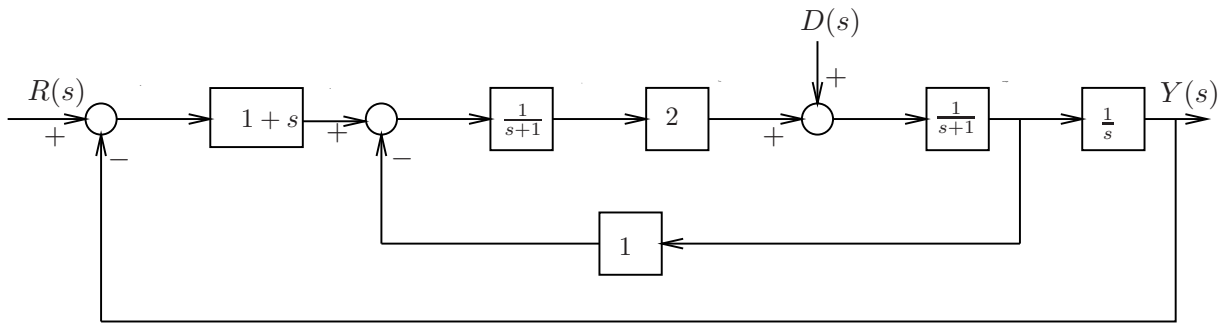 D(s)
R(s)
+
−
1 + s
+
−
1/(s+1)
2
+
+
1/(s+1)
1/s
Y(s)
1